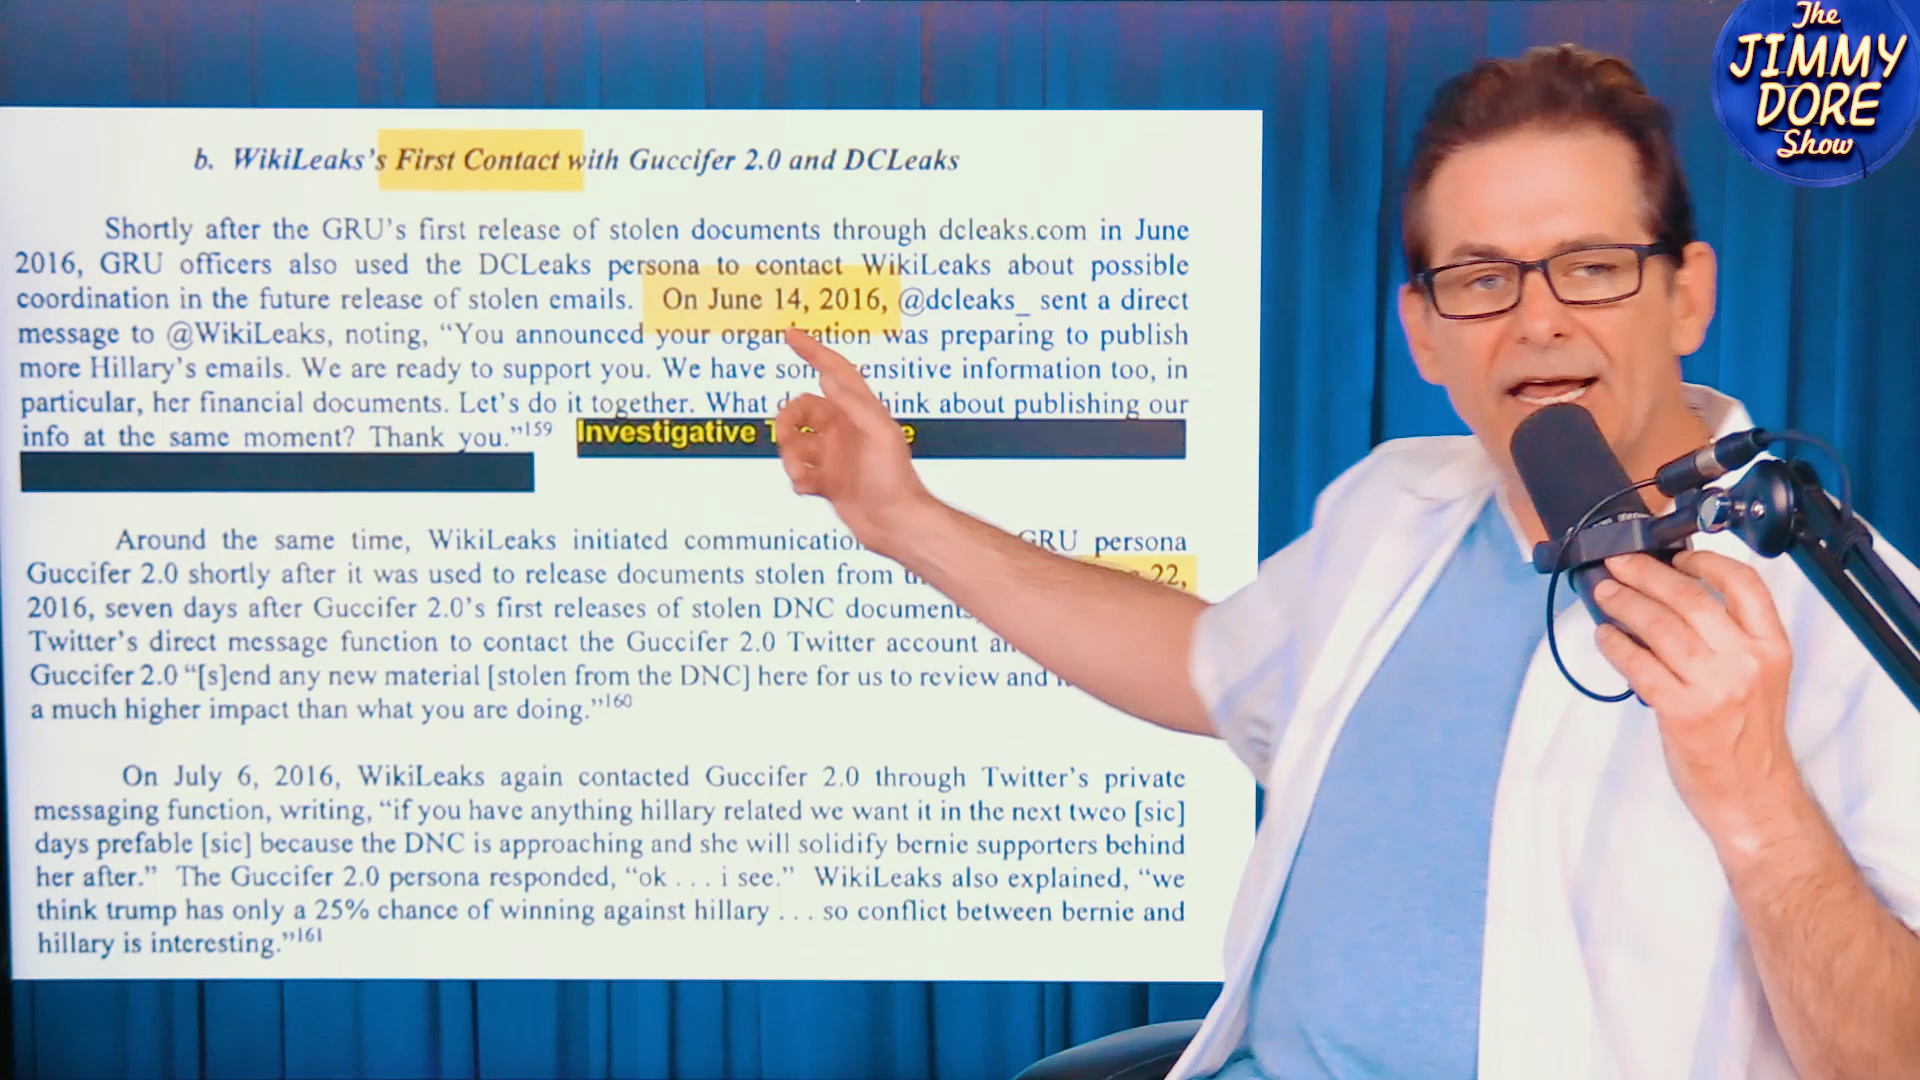 The
JIMMY
DORE
Show
b. WikiLeaks's First Contact with Guccifer 2.0 and DCLeaks
Shortly after the GRU's first release of stolen documents through dcleaks.com in June
2016, GRU officers also used the DCLeaks persona to contact WikiLeaks about possible
coordination in the future release of stolen emails. On June 14, 2016, @dcleaks_ sent a direct
message to @WikiLeaks, noting, “You announced your organization was preparing to publish
more Hillary's emails. We are ready to support you. We have sensitive information too, in
particular, her financial documents. Let's do it together. What about publishing our
info at the same moment? Thank you.”159 Investigative
Around the same time, WikiLeaks initiated GRU persona
Guccifer 2.0 shortly after it was used to release documents stolen from 22,
2016, seven days after Guccifer 2.0's first releases of stolen DNC
Twitter's direct message function to contact the Guccifer 2.0 Twitter account
Guccifer 2.0 “[s]end any new material [stolen from the DNC] here for us to review and
a much higher impact than what you are doing.”160
On July 6, 2016, WikiLeaks again contacted Guccifer 2.0 through Twitter's private
messaging function, writing, “if you have anything hillary related we want it in the next tweo [sic]
days prefable [sic] because the DNC is approaching and she will solidify bernie supporters behind
her after.” The Guccifer 2.0 persona responded, “ok . . . i see.” WikiLeaks also explained, “we
think trump has only a 25% chance of winning against hillary . . . so conflict between bernie and
hillary is interesting.”161